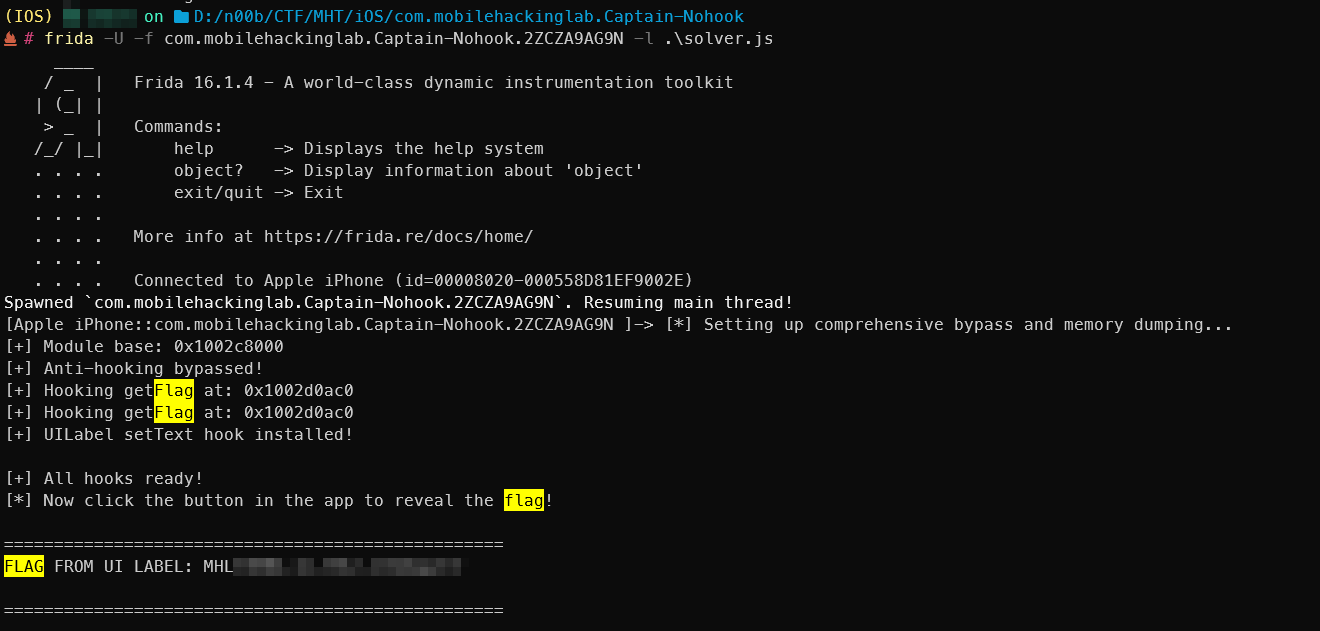 (IOS) on D:/n00b/CTF/MHT/iOS/com.mobilehackinglab.Captain-Nohook
# frida -U -f com.mobilehackinglab.Captain-Nohook.2ZCZA9AG9N -l .\solver.js
     ____
    / _  |   Frida 16.1.4 - A world-class dynamic instrumentation toolkit
   | (_| |
    > _  |   Commands:
   /_/ |_|       help      -> Displays the help system
   . . . .       object?   -> Display information about 'object'
   . . . .       exit/quit -> Exit
   . . . .
   . . . .   More info at https://frida.re/docs/home/
   . . . .
   . . . .   Connected to Apple iPhone (id=00008020-000558D81EF9002E)
Spawned `com.mobilehackinglab.Captain-Nohook.2ZCZA9AG9N`. Resuming main thread!
[Apple iPhone::com.mobilehackinglab.Captain-Nohook.2ZCZA9AG9N ]-> [*] Setting up comprehensive bypass and memory dumping...
[+] Module base: 0x1002c8000
[+] Anti-hooking bypassed!
[+] Hooking getFlag at: 0x1002d0ac0
[+] Hooking getFlag at: 0x1002d0ac0
[+] UILabel setText hook installed!
[+] All hooks ready!
[*] Now click the button in the app to reveal the flag!
==================================================
FLAG FROM UI LABEL: MHL
==================================================